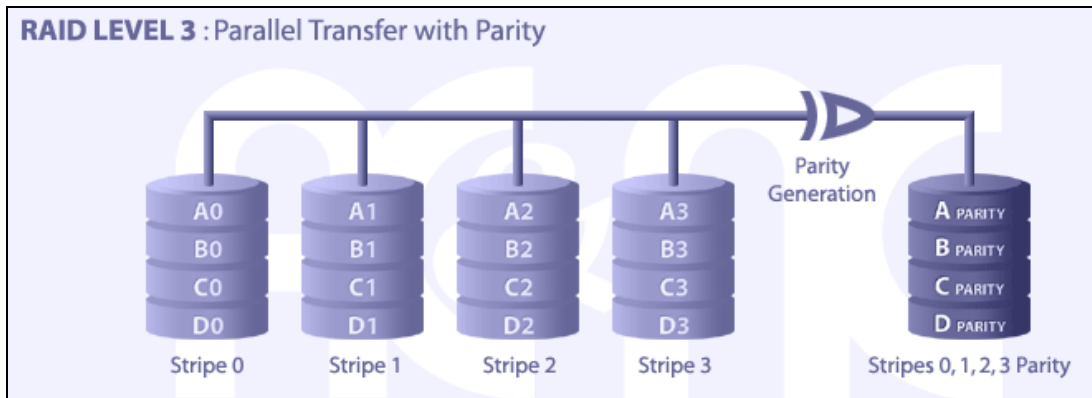 RAID LEVEL 3 : Parallel Transfer with Parity
Parity
Generation
A0 A1 A2 A3 A PARITY
B0 B1 B2 B3 B PARITY
C0 C1 C2 C3 C PARITY
D0 D1 D2 D3 D PARITY
Stripe 0 Stripe 1 Stripe 2 Stripe 3 Stripes 0, 1, 2, 3 Parity